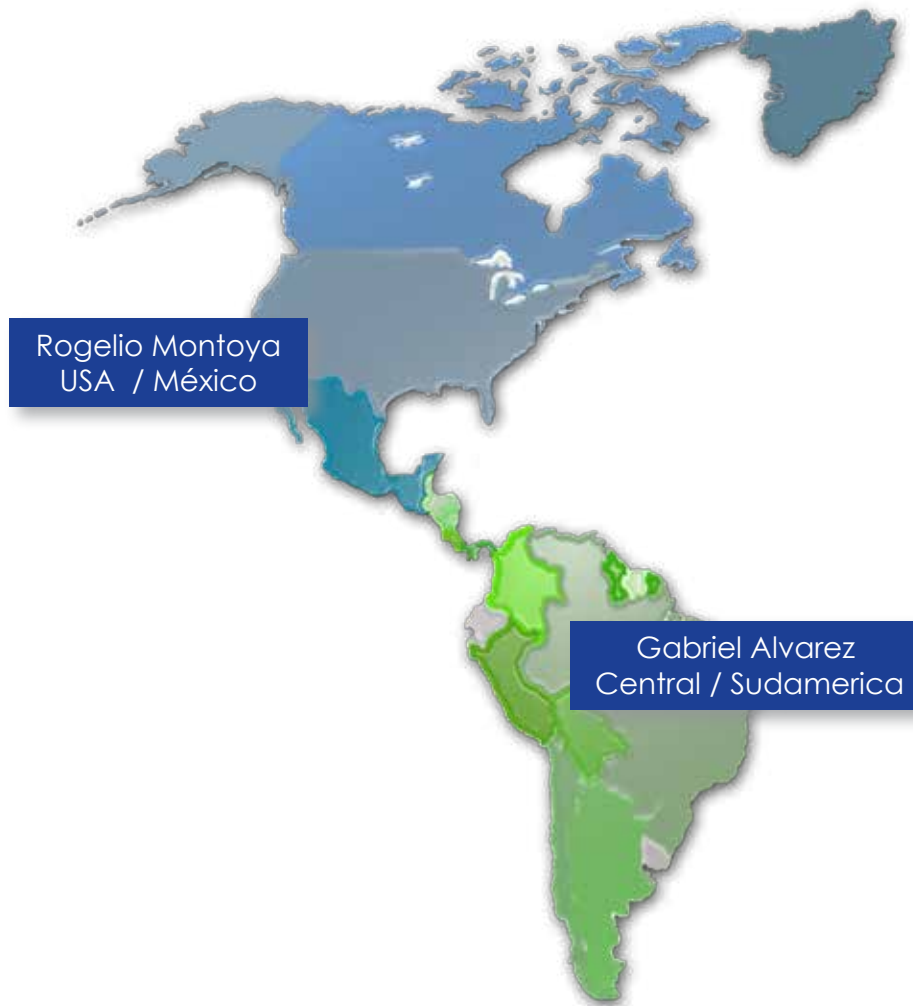 Rogelio Montoya
USA / México
Gabriel Alvarez
Central / Sudamerica